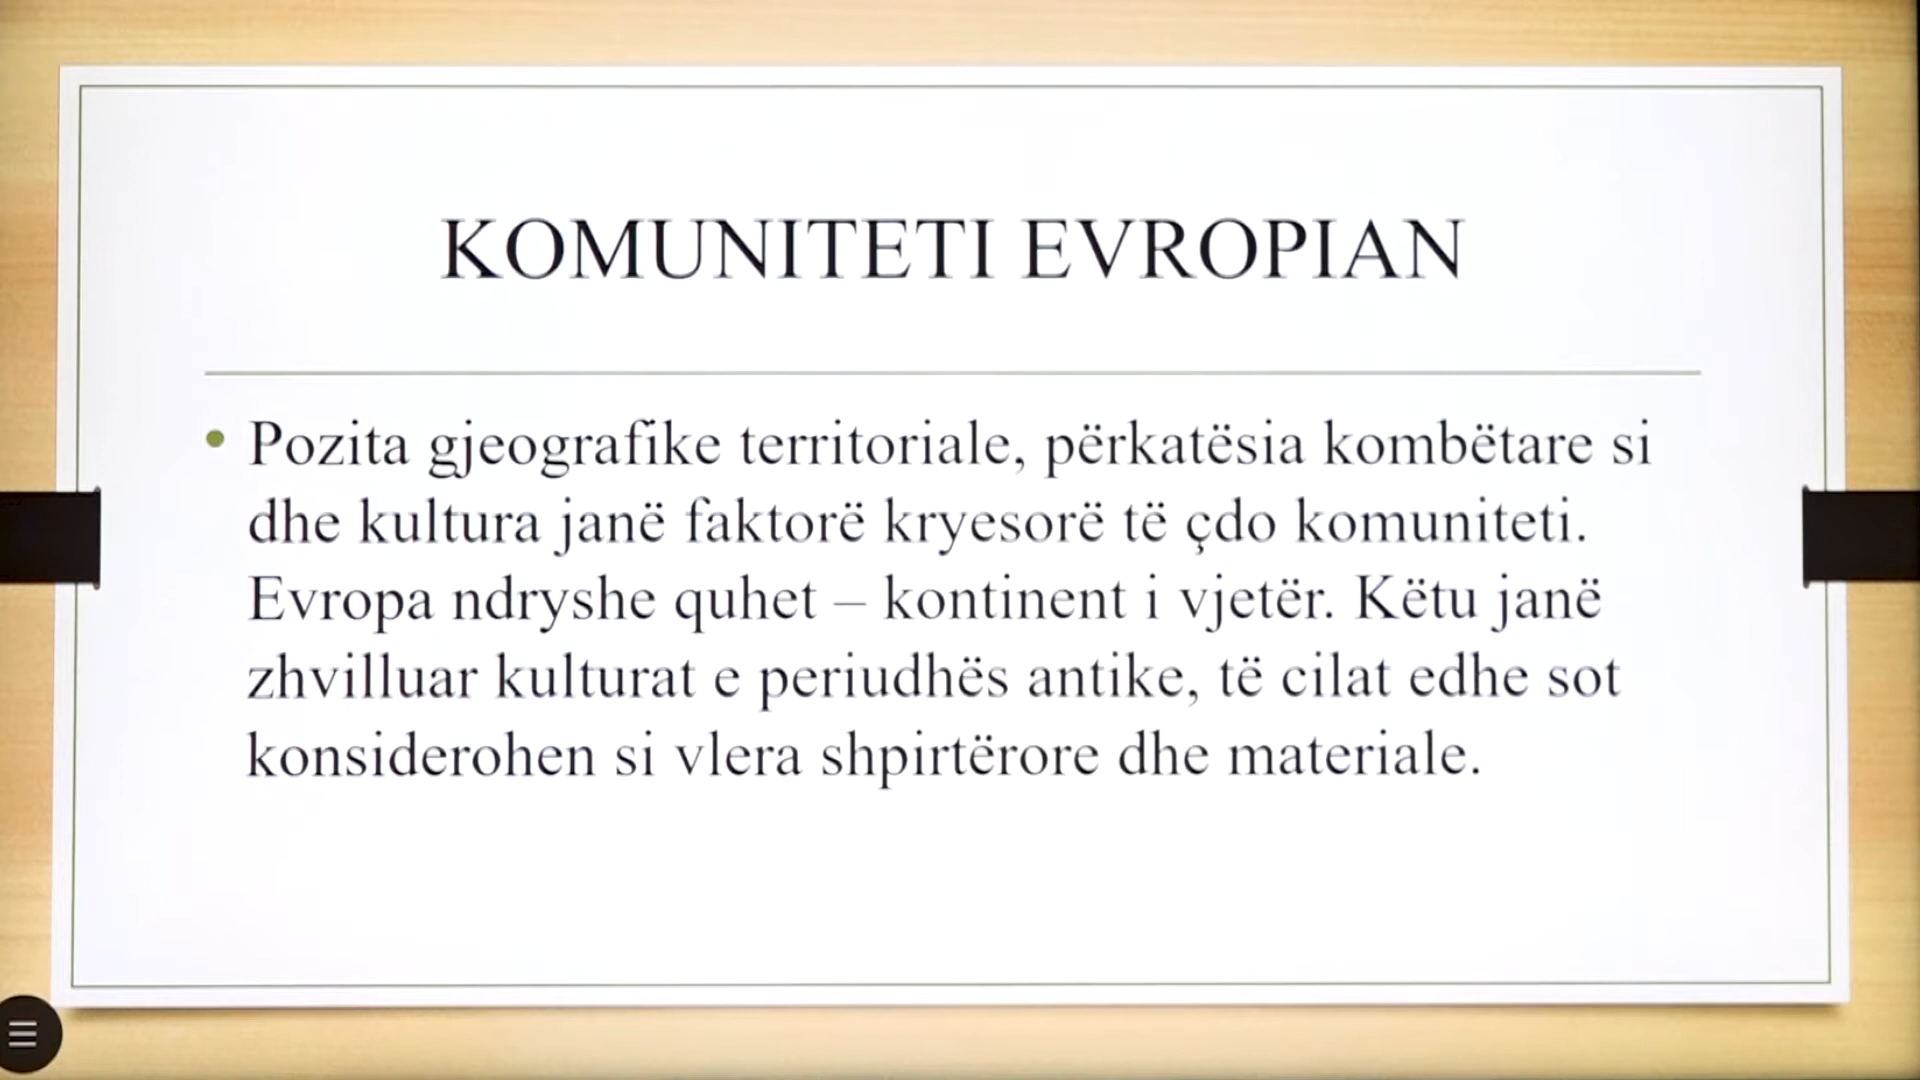 KOMUNITETI EVROPIAN
• Pozita gjeografike territoriale, përkatësia kombëtare si
dhe kultura janë faktorë kryesorë të çdo komuniteti.
Evropa ndryshe quhet – kontinent i vjetër. Këtu janë
zhvilluar kulturat e periudhës antike, të cilat edhe sot
konsiderohen si vlera shpirtërore dhe materiale.